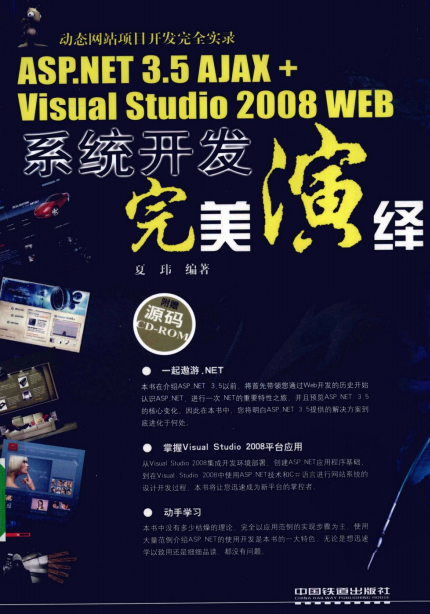 动态网站项目开发完全实录
ASP.NET 3.5 AJAX +
Visual Studio 2008 WEB
系统开发
完美演绎
夏 玮 编著
附赠
源码
CD-ROM
● 一起遨游.NET
本书在介绍ASP.NET 3.5以前，将首先带领您通过Web开发的历史开始
认识ASP.NET，进行一次.NET的重要特性之旅，并且预览ASP.NET 3.5
的核心变化，因此在本书中，您将明白ASP.NET 3.5提供的解决方案到
底进化于何处。
● 掌握Visual Studio 2008平台应用
从Visual Studio 2008集成开发环境部署、创建ASP.NET应用程序基础，
到在Visual Studio 2008中使用ASP.NET技术和C#语言进行网站系统的
设计开发过程，本书将让您迅速成为新平台的掌控者。
● 动手学习
本书中没有多少枯燥的理论，完全以应用范例的实现步骤为主，使用
大量范例介绍ASP.NET的使用开发是本书的一大特色，无论是想迅速
学以致用还是细细品读，都没有问题。
中国铁道出版社
CHINA RAILWAY PUBLISHING HOUSE